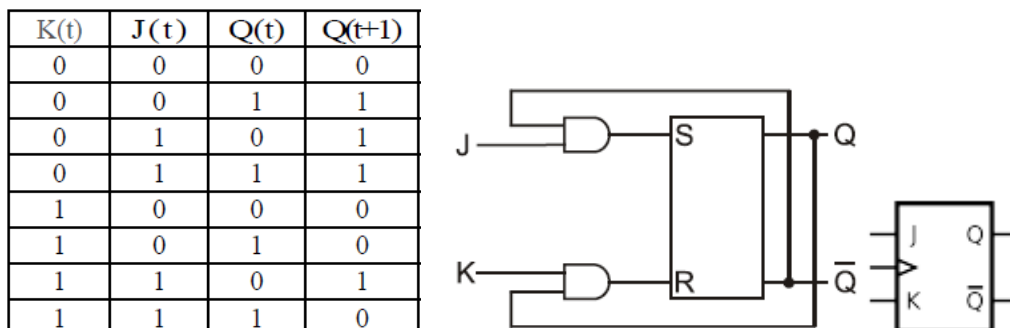 K(t) J(t) Q(t) Q(t+1)
0 0 0 0
0 0 1 1
0 1 0 1
0 1 1 1
1 0 0 0
1 0 1 0
1 1 0 1
1 1 1 0
J S Q
K R Q̅
J Q
K Q̅